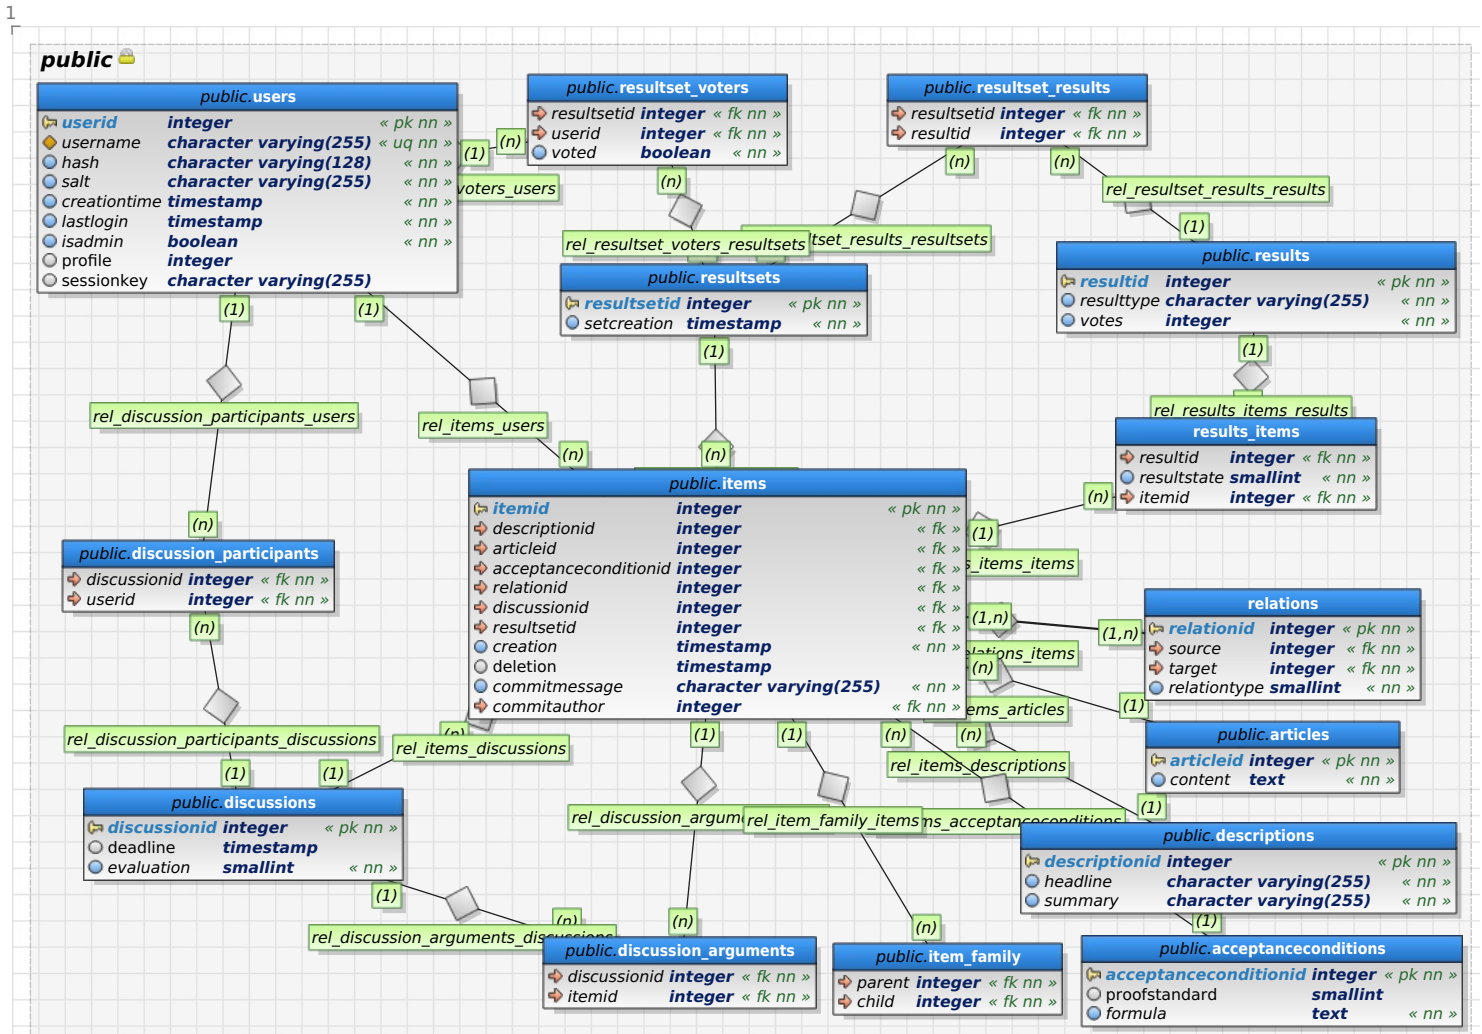 1
public
public.users
userid integer « pk nn »
username character varying(255) « uq nn »
hash character varying(128) « nn »
salt character varying(255) « nn »
creationtime timestamp « nn »
lastlogin timestamp « nn »
isadmin boolean « nn »
profile integer
sessionkey character varying(255)
public.resultset_voters
resultsetid integer « fk nn »
userid integer « fk nn »
voted boolean « nn »
public.resultset_results
resultsetid integer « fk nn »
resultid integer « fk nn »
(1)
(n)
voters_users
(n)
(n)
(n)
rel_resultset_results_results
(1)
rel_resultset_voters_resultsets
ltset_results_resultsets
public.resultsets
resultsetid integer « pk nn »
setcreation timestamp « nn »
public.results
resultid integer « pk nn »
resulttype character varying(255) « nn »
votes integer « nn »
(1)
(1)
(1)
(1)
rel_discussion_participants_users
rel_items_users
(n)
(n)
rel_results_items_results
results_items
resultid integer « fk nn »
resultstate smallint « nn »
itemid integer « fk nn »
(n)
(1)
s_items_items
(n)
public.items
itemid integer « pk nn »
descriptionid integer « fk »
articleid integer « fk »
acceptanceconditionid integer « fk »
relationid integer « fk »
discussionid integer « fk »
resultsetid integer « fk »
creation timestamp « nn »
deletion timestamp
commitmessage character varying(255) « nn »
commitauthor integer « fk nn »
public.discussion_participants
discussionid integer « fk nn »
userid integer « fk nn »
(n)
(1,n)
(1,n)
relations
relationid integer « pk nn »
source integer « fk nn »
target integer « fk nn »
relationtype smallint « nn »
elations_items
(n)
ems_articles
(1)
public.articles
articleid integer « pk nn »
content text « nn »
rel_discussion_participants_discussions
(n)
rel_items_discussions
(1)
(1)
(n)
(n)
rel_items_descriptions
(1)
(1)
public.discussions
discussionid integer « pk nn »
deadline timestamp
evaluation smallint « nn »
rel_discussion_argume
rel_item_family_items
ms_acceptanceconditions
(1)
public.descriptions
descriptionid integer « pk nn »
headline character varying(255) « nn »
summary character varying(255) « nn »
(1)
(1)
rel_discussion_arguments_discussions
(n)
(n)
(n)
public.discussion_arguments
discussionid integer « fk nn »
itemid integer « fk nn »
public.item_family
parent integer « fk nn »
child integer « fk nn »
public.acceptanceconditions
acceptanceconditionid integer « pk nn »
proofstandard smallint
formula text « nn »